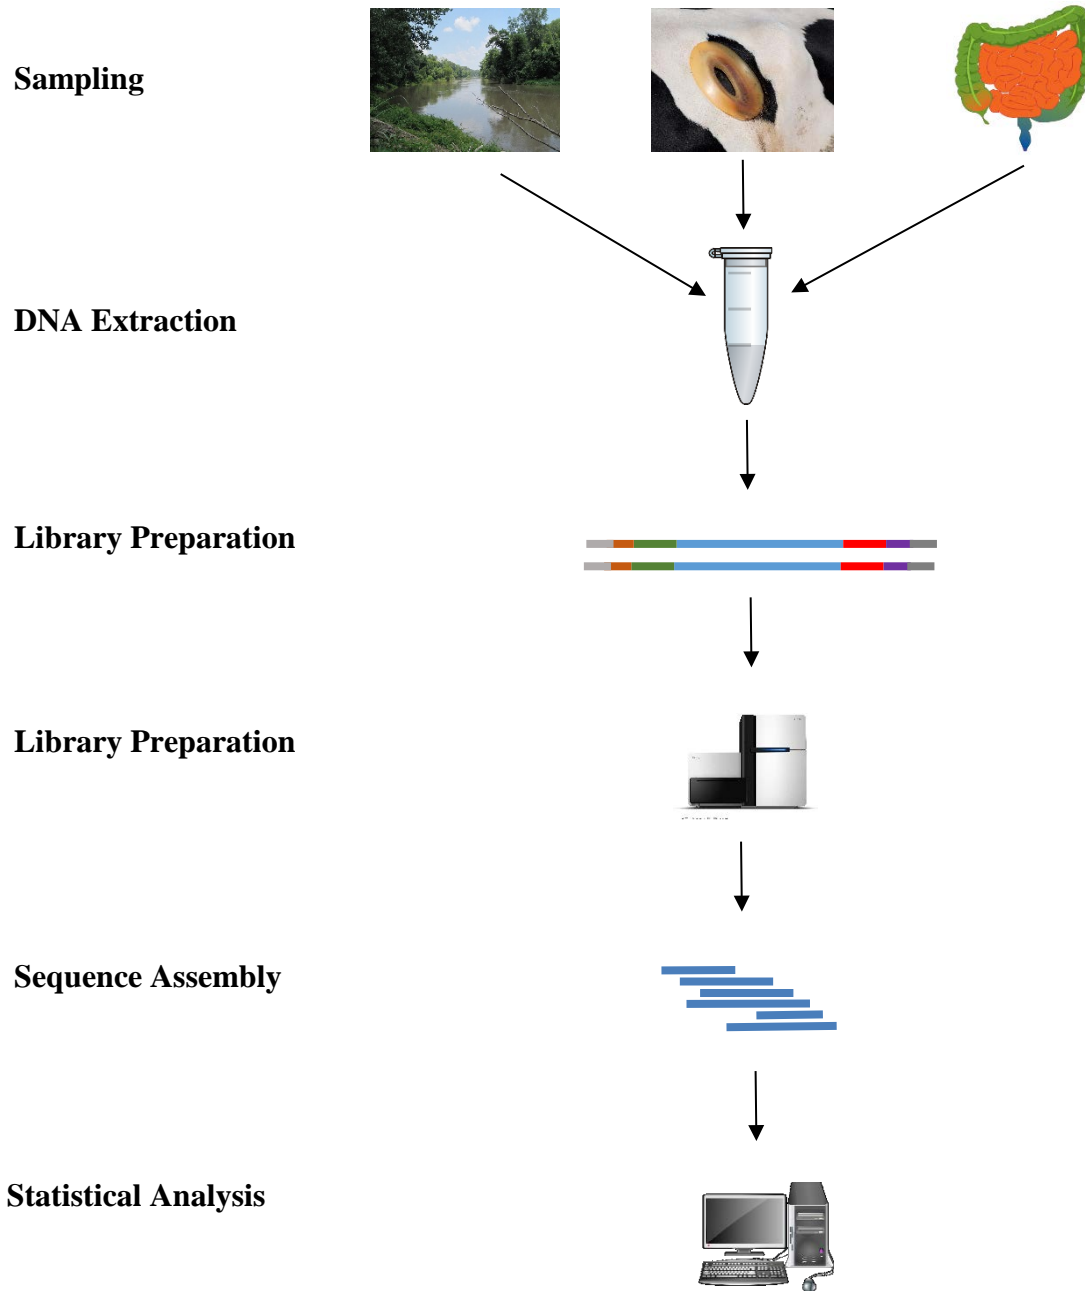 Sampling
DNA Extraction
Library Preparation
Library Preparation
Sequence Assembly
Statistical Analysis